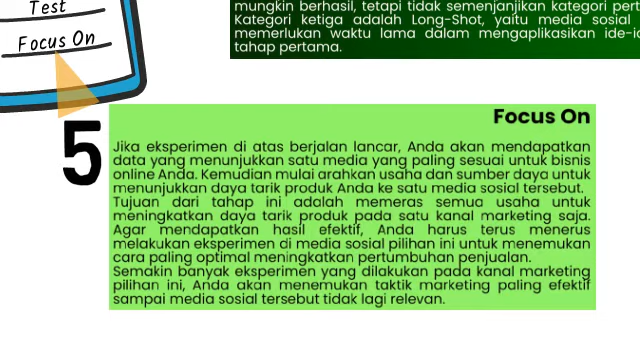 Test
Focus On
mungkin berhasil, tetapi tidak semenjanjikan kategori
Kategori ketiga adalah Long-Shot, yaitu media sosial
memerlukan waktu lama dalam mengaplikasikan
tahap pertama.
5
Focus On
Jika eksperimen di atas berjalan lancar, Anda akan mendapatkan
data yang menunjukkan satu media yang paling sesuai untuk bisnis
online Anda. Kemudian mulai arahkan usaha dan sumber daya untuk
menunjukkan daya tarik produk Anda ke satu media sosial tersebut.
Tujuan dari tahap ini adalah memeras semua usaha untuk
meningkatkan daya tarik produk pada satu kanal marketing saja.
Agar mendapatkan hasil efektif, Anda harus terus menerus
melakukan eksperimen di media sosial pilihan ini untuk menemukan
cara paling optimal meningkatkan pertumbuhan penjualan.
Semakin banyak eksperimen yang dilakukan pada kanal marketing
pilihan ini, Anda akan menemukan taktik marketing paling efektif
sampai media sosial tersebut tidak lagi relevan.